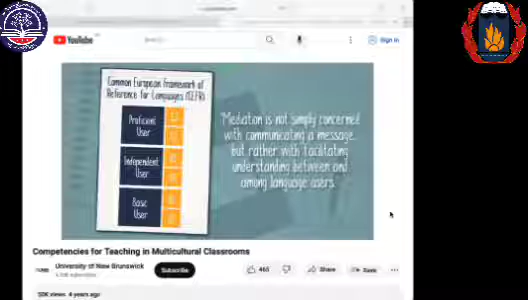 YouTube
Sign in
Common European Framework of
Reference for Languages (CEFR)
Proficient
User
Independent
User
Basic
User
"Mediation is not simply concerned
with communicating a message,
but rather with facilitating
understanding between and
among language users.
Competencies for Teaching in Multicultural Classrooms
University of New Brunswick
Subscribe
465
Share
Save
50K views 4 years ago